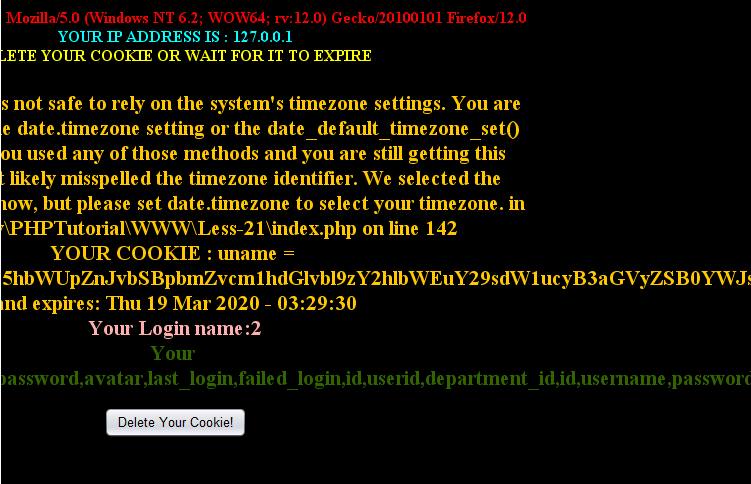 Mozilla/5.0 (Windows NT 6.2; WOW64; rv:12.0) Gecko/20100101 Firefox/12.0
YOUR IP ADDRESS IS : 127.0.0.1
LETE YOUR COOKIE OR WAIT FOR IT TO EXPIRE
s not safe to rely on the system's timezone settings. You are
e date.timezone setting or the date_default_timezone_set()
ou used any of those methods and you are still getting this
t likely misspelled the timezone identifier. We selected the
now, but please set date.timezone to select your timezone. in
\PHPTutorial\WWW\Less-21\index.php on line 142
YOUR COOKIE : uname =
5hbWUpZnJvbSBpbmZvcm1hdGlvbl9zY2hlbWEuY29sdW1ucyB3aGVyZSB0YWJs
and expires: Thu 19 Mar 2020 - 03:29:30
Your Login name:2
Your
password,avatar,last_login,failed_login,id,userid,department_id,id,username,password
Delete Your Cookie!